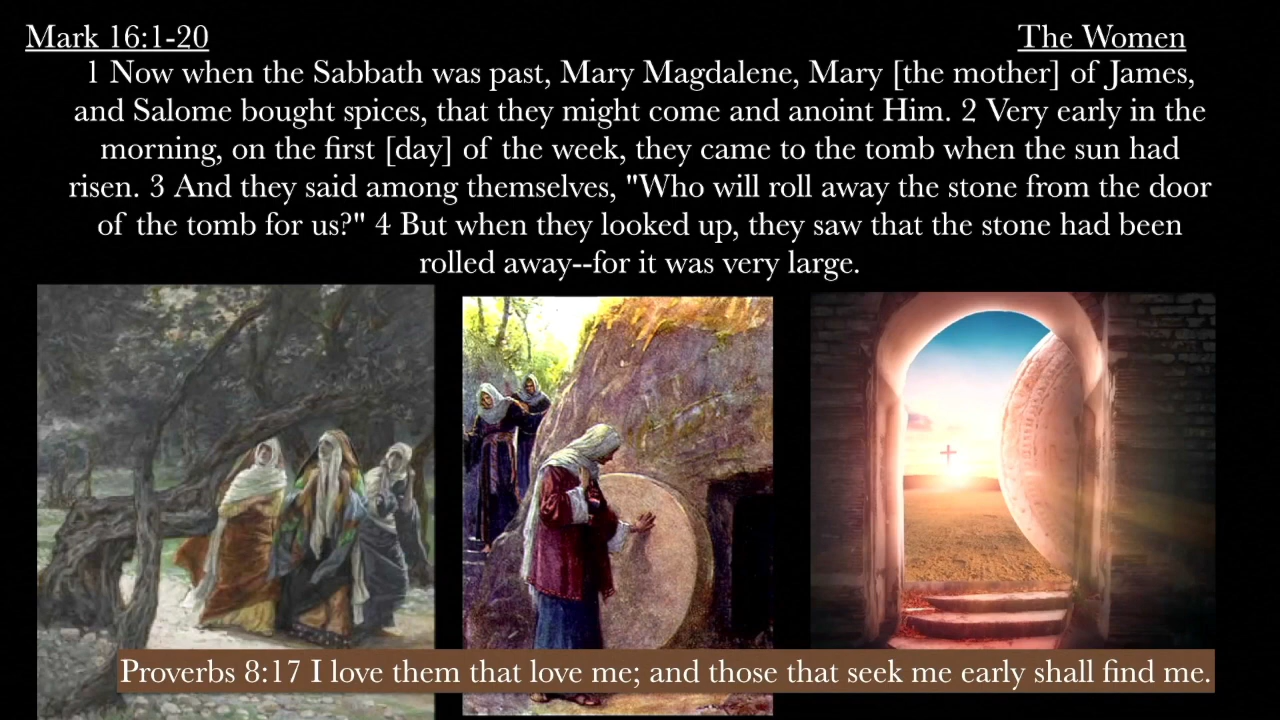 Mark 16:1-20
The Women
1 Now when the Sabbath was past, Mary Magdalene, Mary [the mother] of James,
and Salome bought spices, that they might come and anoint Him. 2 Very early in the
morning, on the first [day] of the week, they came to the tomb when the sun had
risen. 3 And they said among themselves, "Who will roll away the stone from the door
of the tomb for us?" 4 But when they looked up, they saw that the stone had been
rolled away--for it was very large.
Proverbs 8:17 I love them that love me; and those that seek me early shall find me.